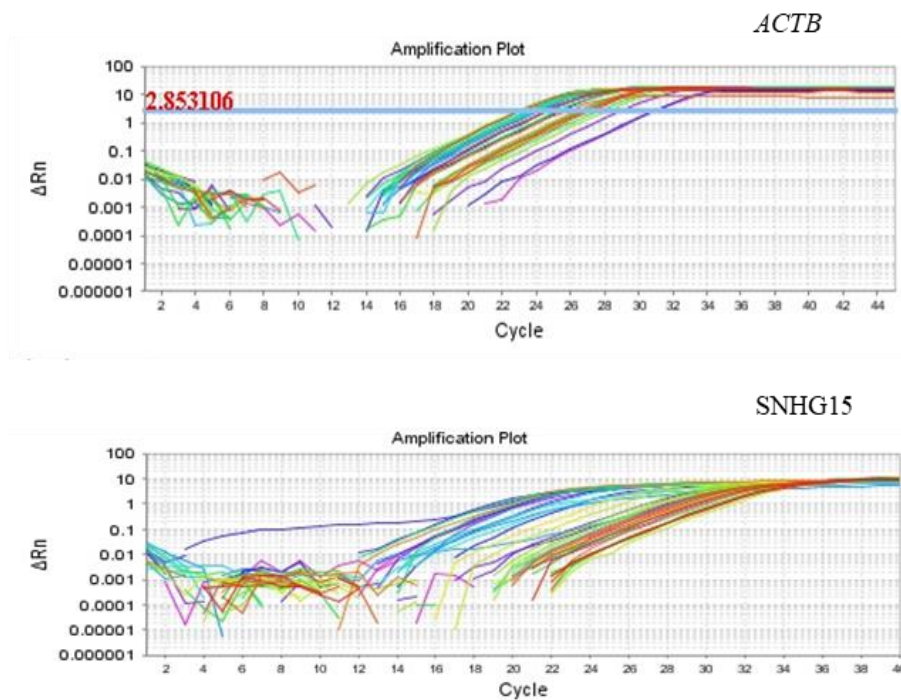 ACTB
Amplification Plot
100
10
2.853106
1
0.1
0.01
0.001
0.0001
0.00001
0.000001
ΔRn
2 4 6 8 10 12 14 16 18 20 22 24 26 28 30 32 34 36 38 40 42 44
Cycle
SNHG15
Amplification Plot
100
10
1
0.1
0.01
0.001
0.0001
0.00001
0.000001
ΔRn
2 4 6 8 10 12 14 16 18 20 22 24 26 28 30 32 34 36 38 40
Cycle